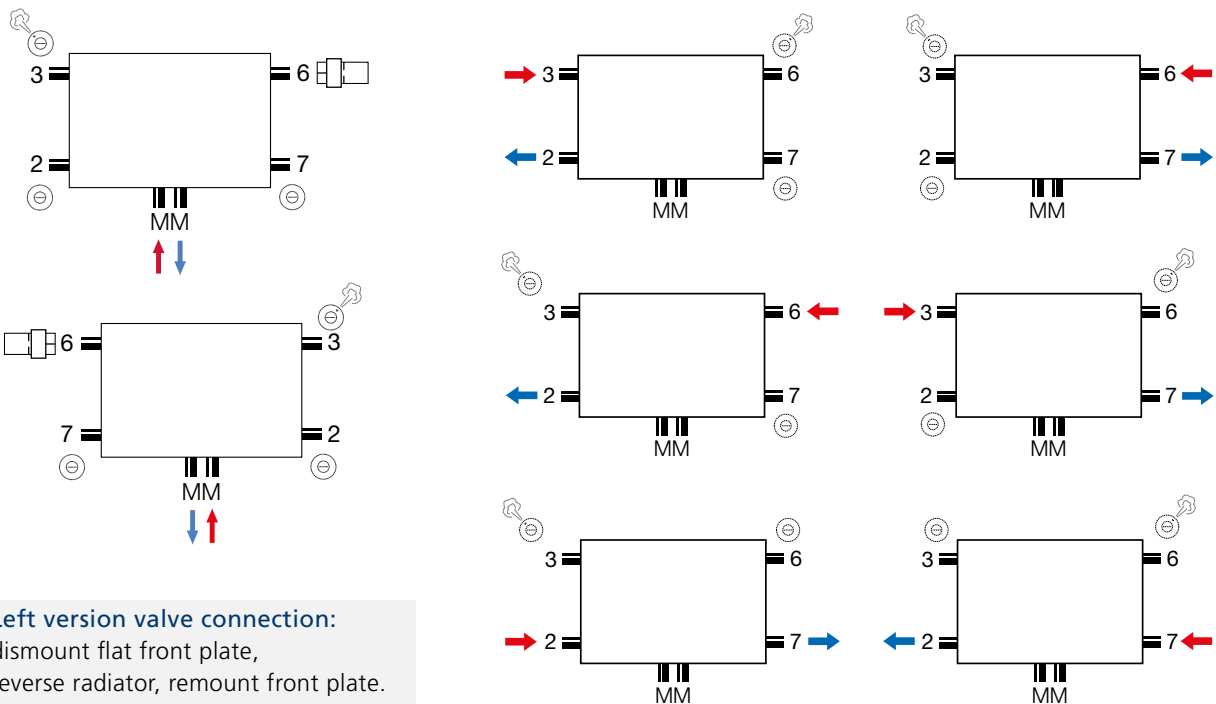 3 6
2 7
MM
6 3
7 2
MM
Left version valve connection:
dismount flat front plate,
reverse radiator, remount front plate.
3 6
2 7
MM
3 6
2 7
MM
3 6
2 7
MM
3 6
2 7
MM
3 6
2 7
MM
3 6
2 7
MM